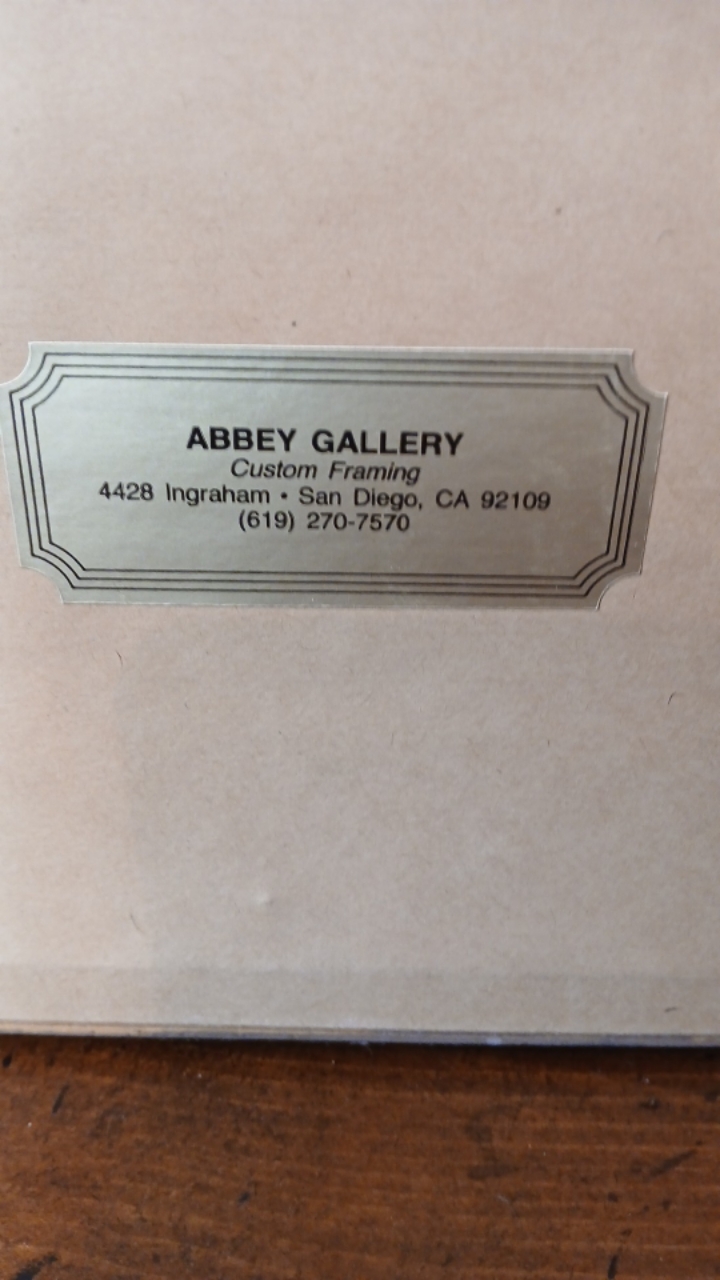 ABBEY GALLERY
Custom Framing
4428 Ingraham • San Diego, CA 92109
(619) 270-7570